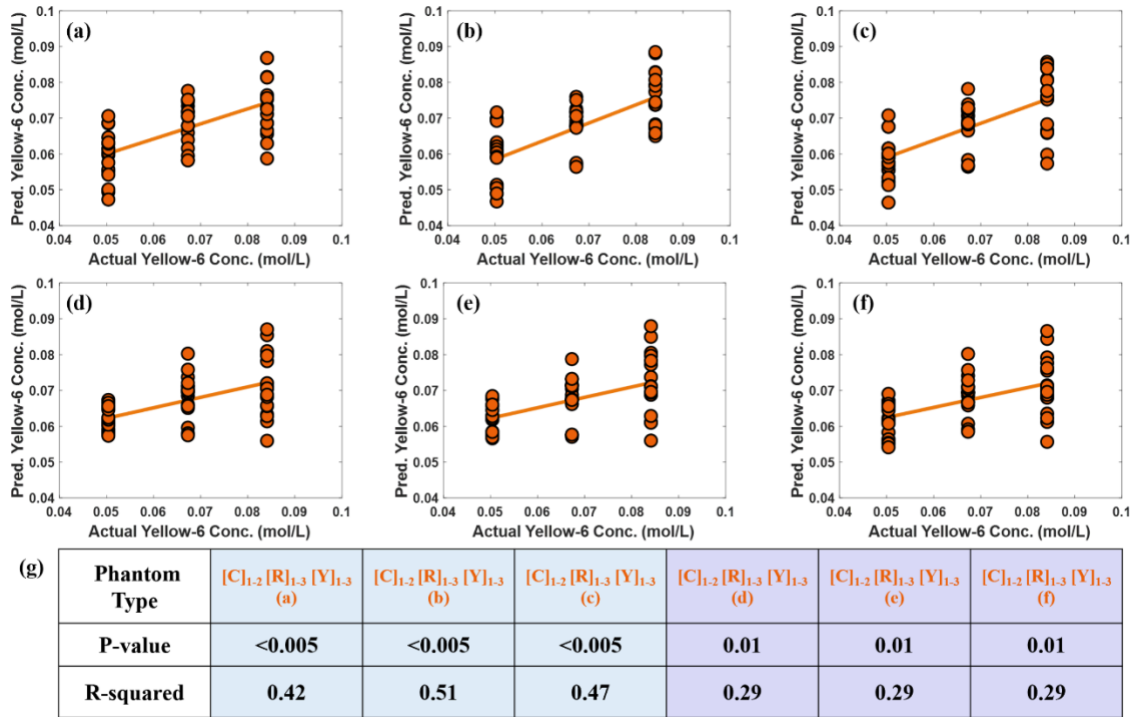 (a)
0.1
0.09
0.08
0.07
0.06
0.05
0.04
Pred. Yellow-6 Conc. (mol/L)
0.04 0.05 0.06 0.07 0.08 0.09 0.1
Actual Yellow-6 Conc. (mol/L)
(b)
0.1
0.09
0.08
0.07
0.06
0.05
0.04
Pred. Yellow-6 Conc. (mol/L)
0.04 0.05 0.06 0.07 0.08 0.09 0.1
Actual Yellow-6 Conc. (mol/L)
(c)
0.1
0.09
0.08
0.07
0.06
0.05
0.04
Pred. Yellow-6 Conc. (mol/L)
0.04 0.05 0.06 0.07 0.08 0.09 0.1
Actual Yellow-6 Conc. (mol/L)
(d)
0.1
0.09
0.08
0.07
0.06
0.05
0.04
Pred. Yellow-6 Conc. (mol/L)
0.04 0.05 0.06 0.07 0.08 0.09 0.1
Actual Yellow-6 Conc. (mol/L)
(e)
0.1
0.09
0.08
0.07
0.06
0.05
0.04
Pred. Yellow-6 Conc. (mol/L)
0.04 0.05 0.06 0.07 0.08 0.09 0.1
Actual Yellow-6 Conc. (mol/L)
(f)
0.1
0.09
0.08
0.07
0.06
0.05
0.04
Pred. Yellow-6 Conc. (mol/L)
0.04 0.05 0.06 0.07 0.08 0.09 0.1
Actual Yellow-6 Conc. (mol/L)
(g)
Phantom
Type
[C]1-2 [R]1-3 [Y]1-3
(a)
[C]1-2 [R]1-3 [Y]1-3
(b)
[C]1-2 [R]1-3 [Y]1-3
(c)
[C]1-2 [R]1-3 [Y]1-3
(d)
[C]1-2 [R]1-3 [Y]1-3
(e)
[C]1-2 [R]1-3 [Y]1-3
(f)
P-value <0.005 <0.005 <0.005 0.01 0.01 0.01
R-squared 0.42 0.51 0.47 0.29 0.29 0.29